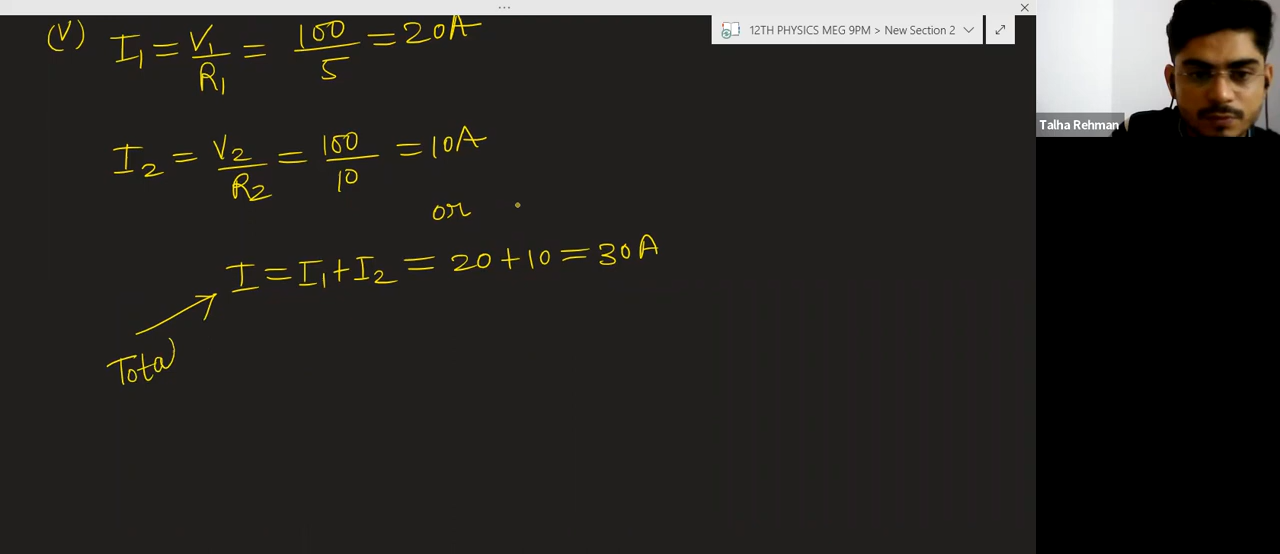 (V) I₁ = V₁/R₁ = 100/5 = 20A
12TH PHYSICS MEG 9PM > New Section 2
Talha Rehman
I₂ = V₂/R₂ = 100/10 = 10A
or
I = I₁ + I₂ = 20 + 10 = 30A
Total